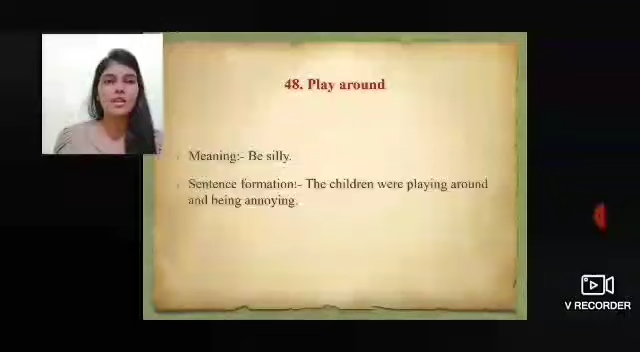 48. Play around
Meaning:- Be silly.
Sentence formation:- The children were playing around
and being annoying.
V RECORDER